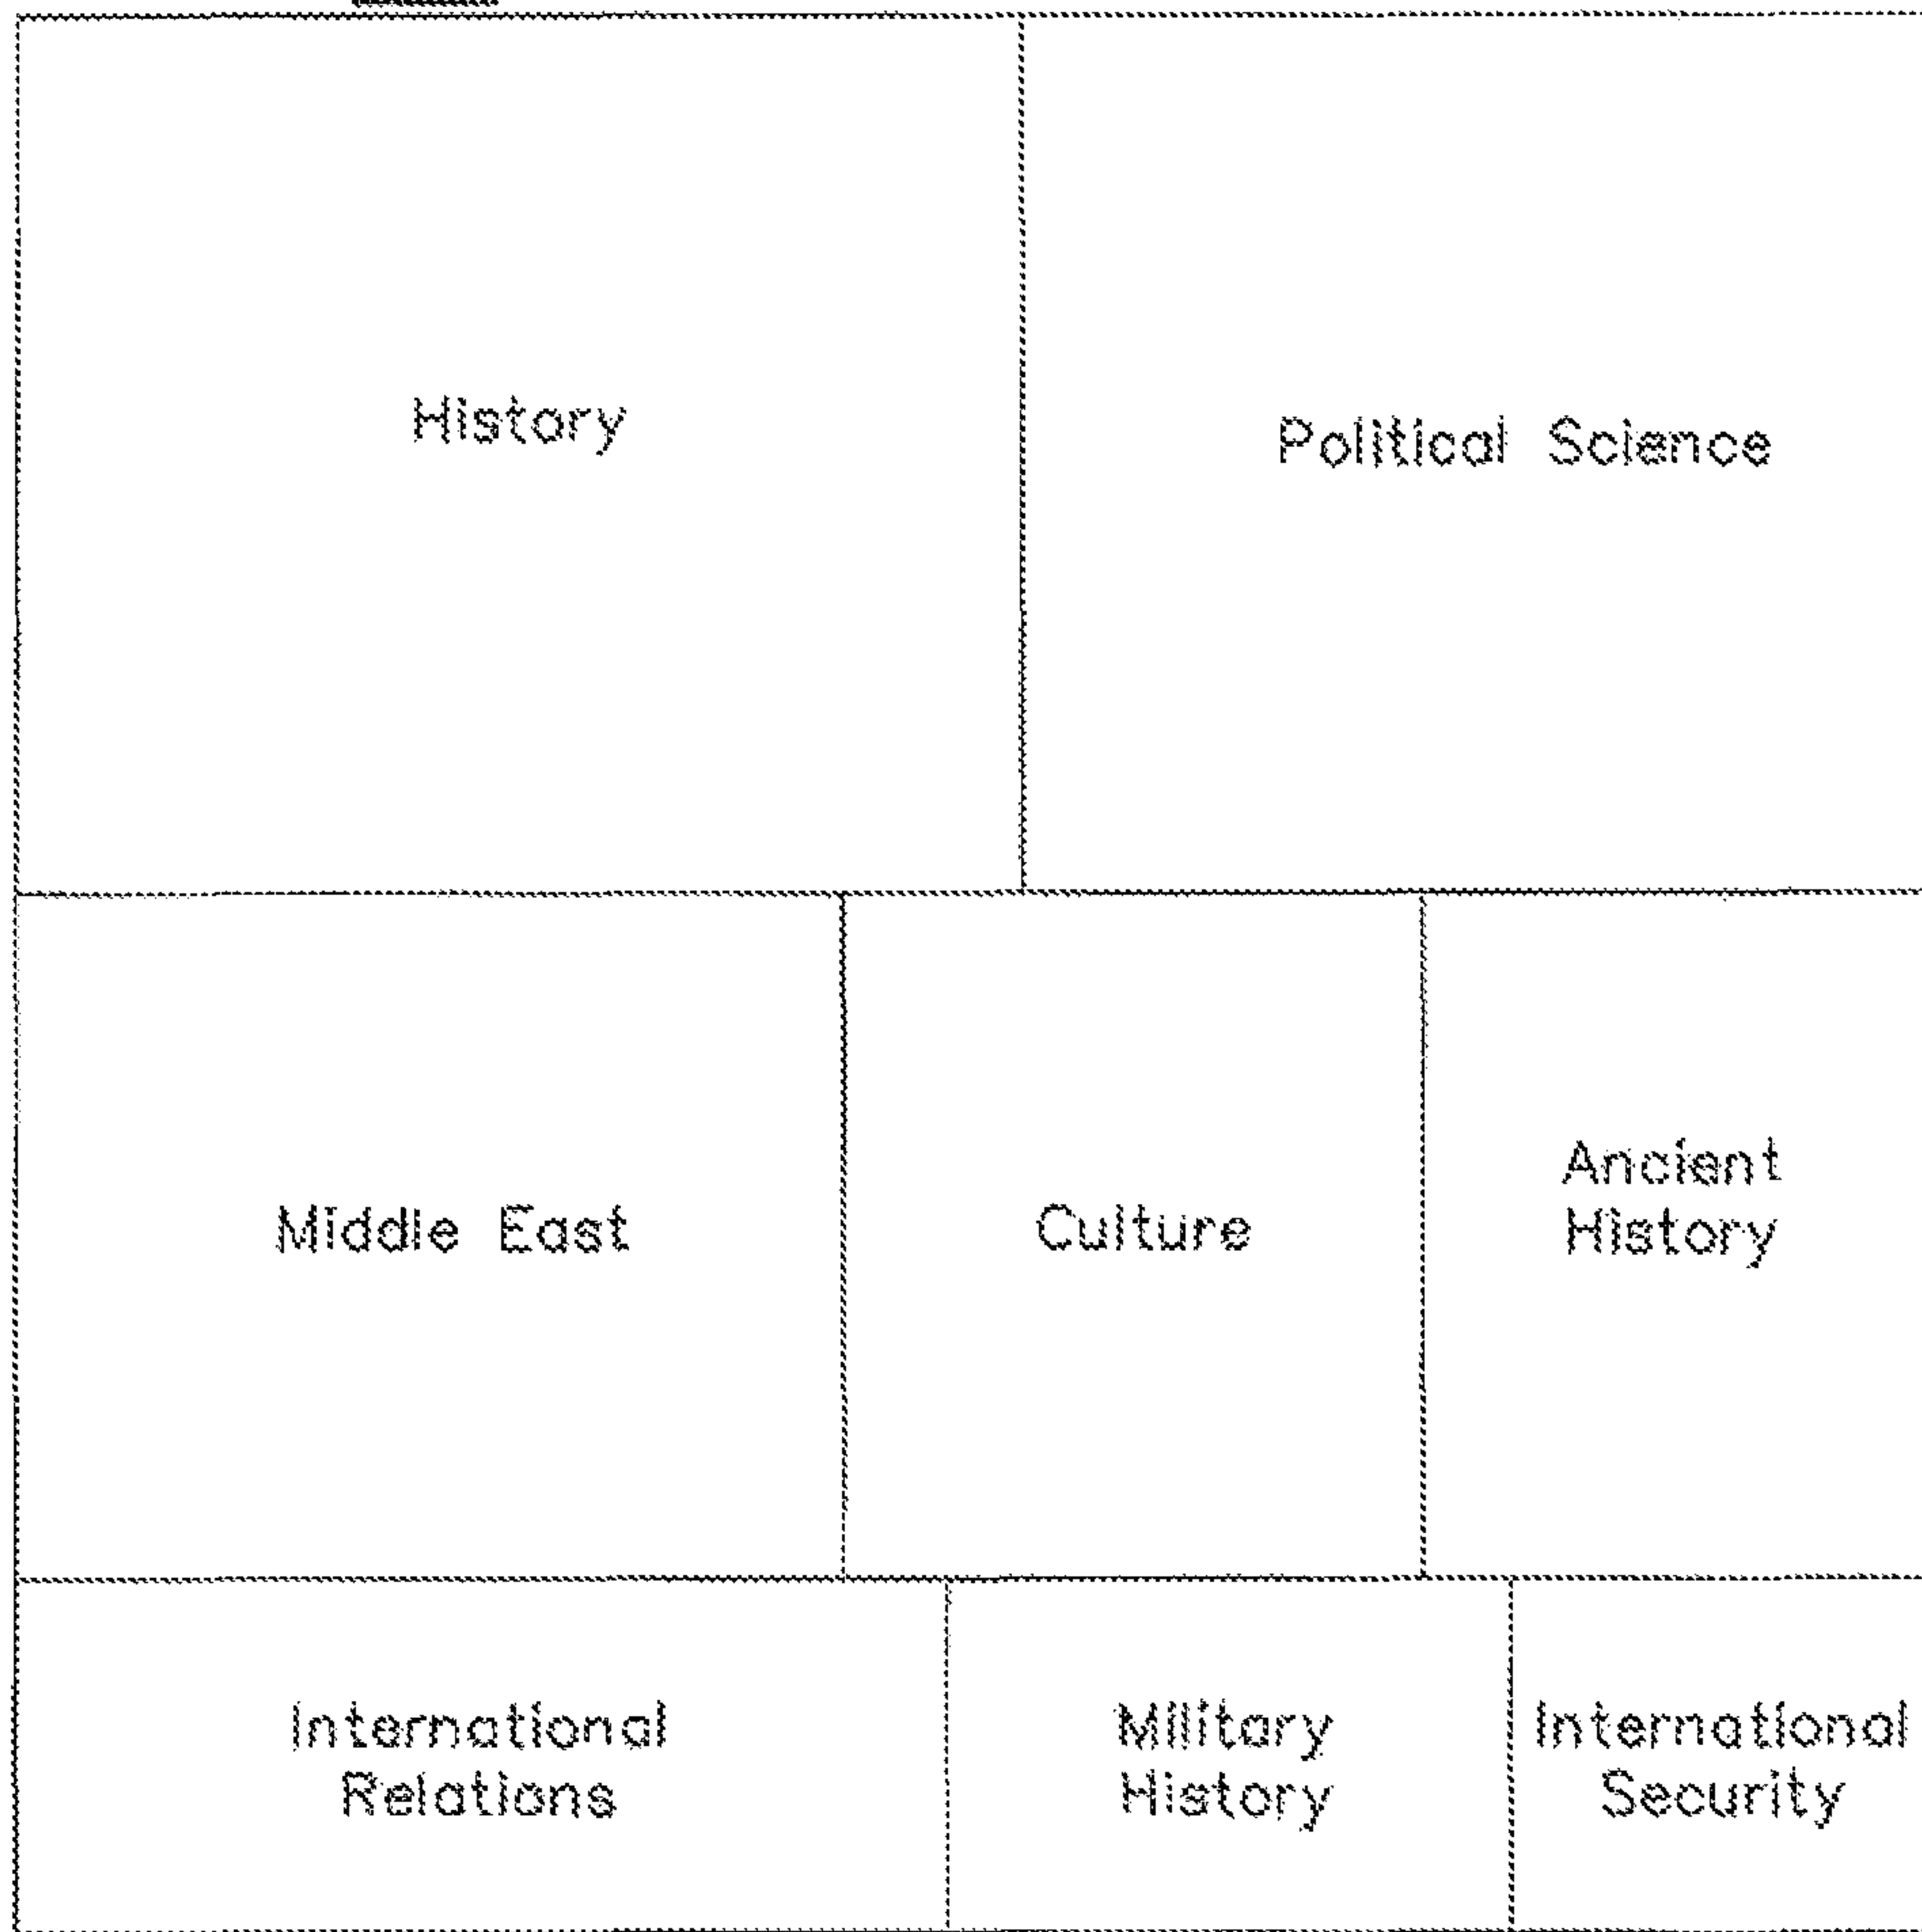 History
Political Science
Middle East
Culture
Ancient
History
International
Relations
Military
History
International
Security